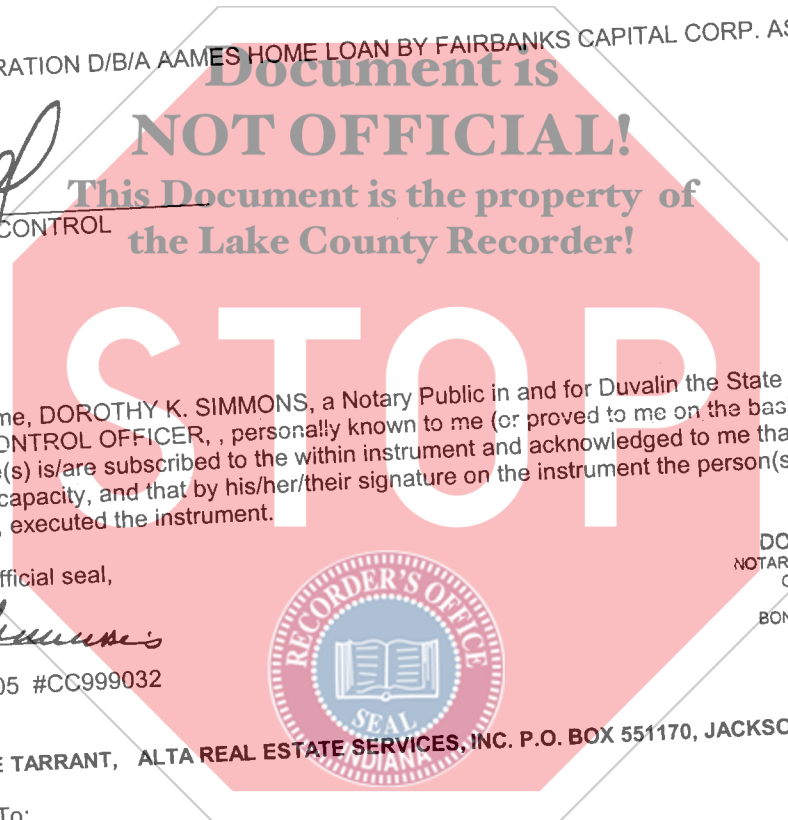 RATION D/B/A AAMES HOME LOAN BY FAIRBANKS CAPITAL CORP. AS
Document is
NOT OFFICIAL!
This Document is the property of
CONTROL
the Lake County Recorder!
STOP
me, DOROTHY K. SIMMONS, a Notary Public in and for Duvalin the State
ONTROL OFFICER, , personally known to me (or proved to me on the bas
e(s) is/are subscribed to the within instrument and acknowledged to me tha
capacity, and that by his/her/their signature on the instrument the person(s
, executed the instrument.
DO
NOTAR
fficial seal,
BON
RECORDER'S OFFICE
SEAL
INDIANA
05 #CC999032
E TARRANT, ALTA REAL ESTATE SERVICES, INC. P.O. BOX 551170, JACKSO
To: